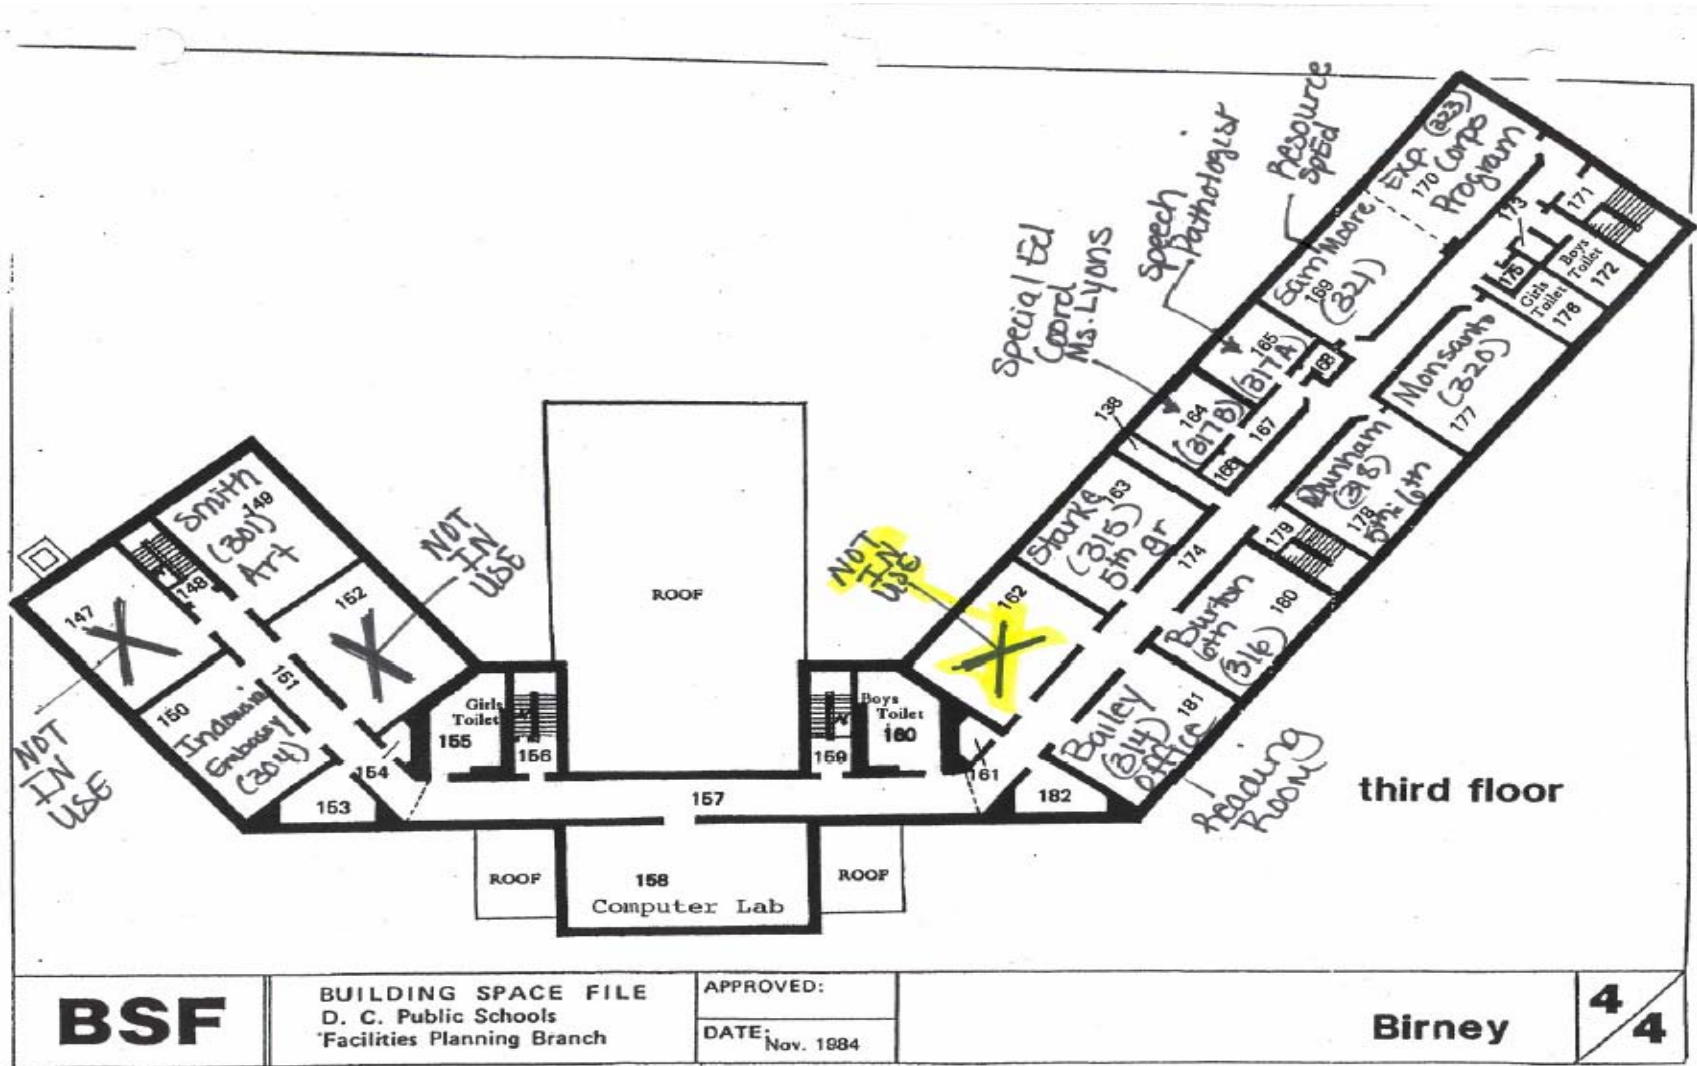 Smith
149
(301)
Art
148
147
NOT
IN
USE
152
NOT
IN
USE
151
150
Indonesia
Embassy
(304)
154
153
Girls
Toilet
155
156
ROOF
157
ROOF
158
Computer Lab
ROOF
159
Boys
Toilet
160
161
182
NOT
IN
USE
162
Starke
163
(315)
5th gr
138
Special Ed
Coord
Ms. Lyons
164
(317B)
Speech
Pathologist
165
(317A)
166
167
168
Resource
SpEd
Sam Moore
169
(321)
Exp. (323)
170 Corps
Program
171
173
Boys
Toilet
172
175
Girls
Toilet
176
Monsanto
(320)
177
Dunham
(318)
178
5th/6th
179
174
Burton
180
6th
(316)
Bailey
181
(314)
Office
Reading
Room
third floor
BSF
BUILDING SPACE FILE
D. C. Public Schools
Facilities Planning Branch
APPROVED:
DATE: Nov. 1984
Birney
4/4